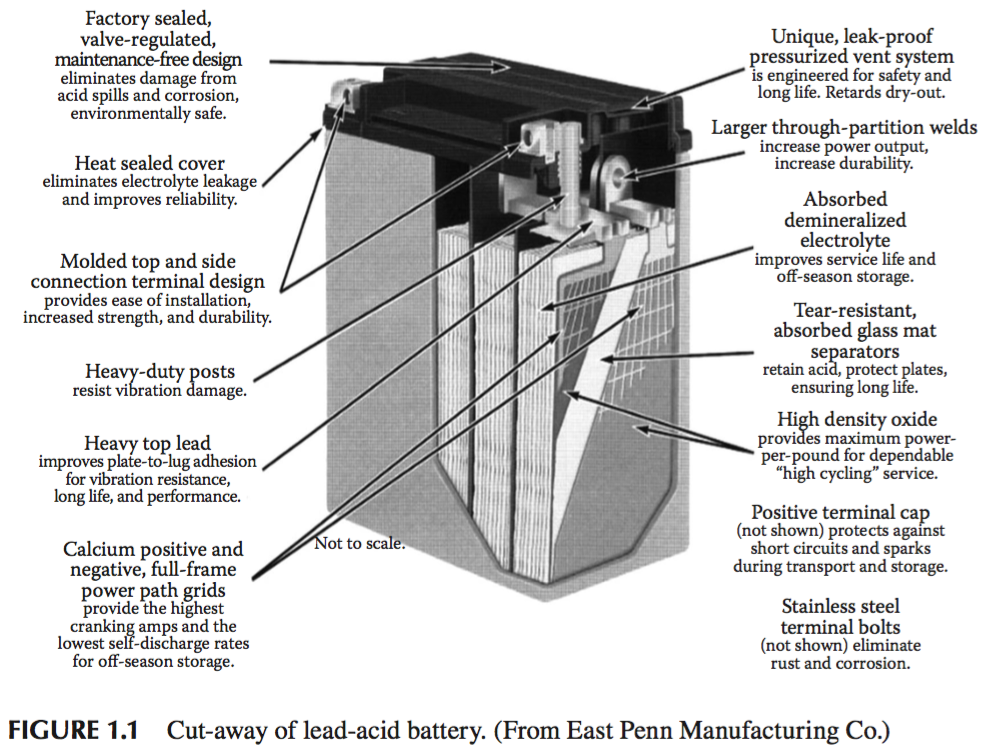 Factory sealed,
valve-regulated,
maintenance-free design
eliminates damage from
acid spills and corrosion,
environmentally safe.
Heat sealed cover
eliminates electrolyte leakage
and improves reliability.
Molded top and side
connection terminal design
provides ease of installation,
increased strength, and durability.
Heavy-duty posts
resist vibration damage.
Heavy top lead
improves plate-to-lug adhesion
for vibration resistance,
long life, and performance.
Calcium positive and
negative, full-frame
power path grids
provide the highest
cranking amps and the
lowest self-discharge rates
for off-season storage.
Not to scale.
Unique, leak-proof
pressurized vent system
is engineered for safety and
long life. Retards dry-out.
Larger through-partition welds
increase power output,
increase durability.
Absorbed
demineralized
electrolyte
improves service life and
off-season storage.
Tear-resistant,
absorbed glass mat
separators
retain acid, protect plates,
ensuring long life.
High density oxide
provides maximum power-
per-pound for dependable
“high cycling” service.
Positive terminal cap
(not shown) protects against
short circuits and sparks
during transport and storage.
Stainless steel
terminal bolts
(not shown) eliminate
rust and corrosion.
FIGURE 1.1 Cut-away of lead-acid battery. (From East Penn Manufacturing Co.)